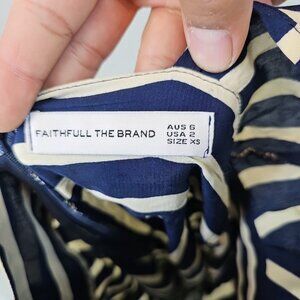 FAITHFULL THE BRAND
AUS 6
USA 2
SIZE XS